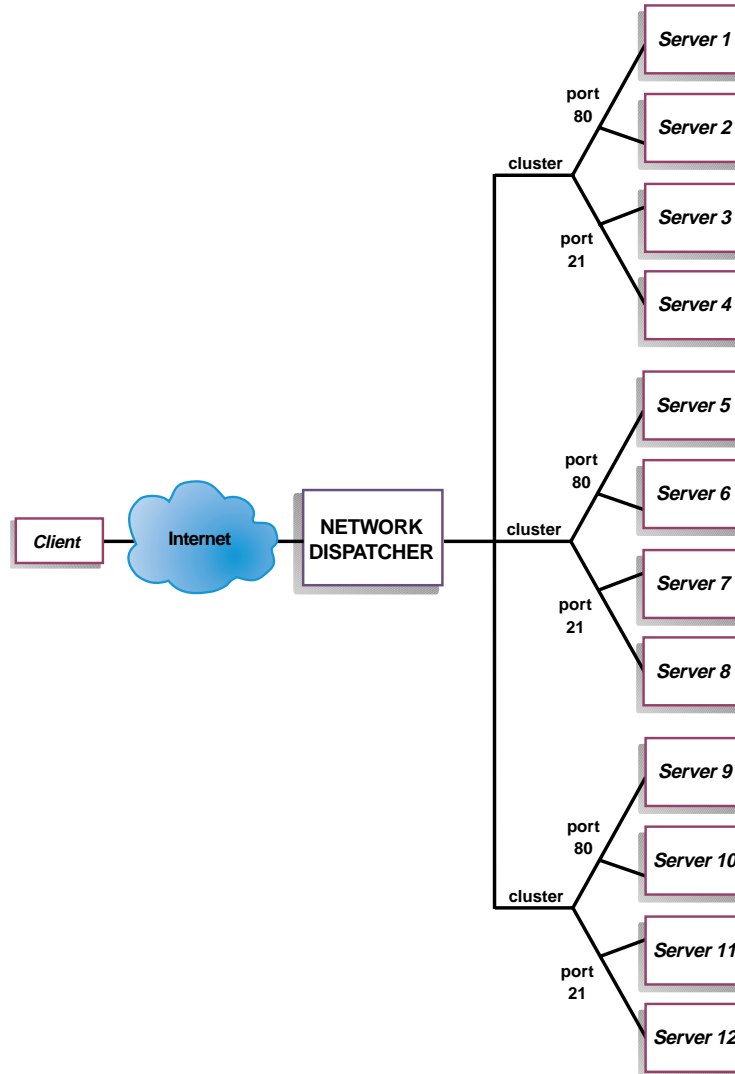 Server 1
port
80
Server 2
cluster
Server 3
port
21
Server 4
Server 5
port
80
Server 6
Client
Internet
NETWORK
DISPATCHER
cluster
Server 7
port
21
Server 8
Server 9
port
80
Server 10
cluster
Server 11
port
21
Server 12